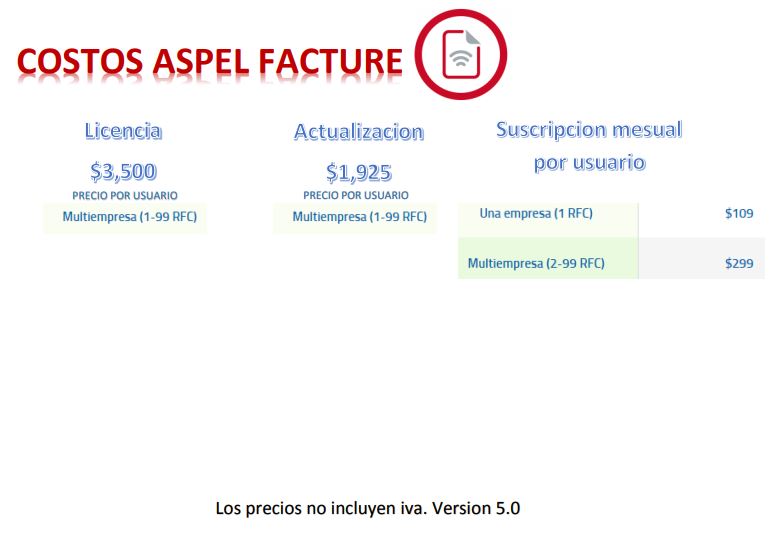 COSTOS ASPEL FACTURE
Licencia
$3,500
PRECIO POR USUARIO
Multiempresa (1-99 RFC)
Actualizacion
$1,925
PRECIO POR USUARIO
Multiempresa (1-99 RFC)
Suscripcion mesual
por usuario
Una empresa (1 RFC) $109
Multiempresa (2-99 RFC) $299
Los precios no incluyen iva. Version 5.0